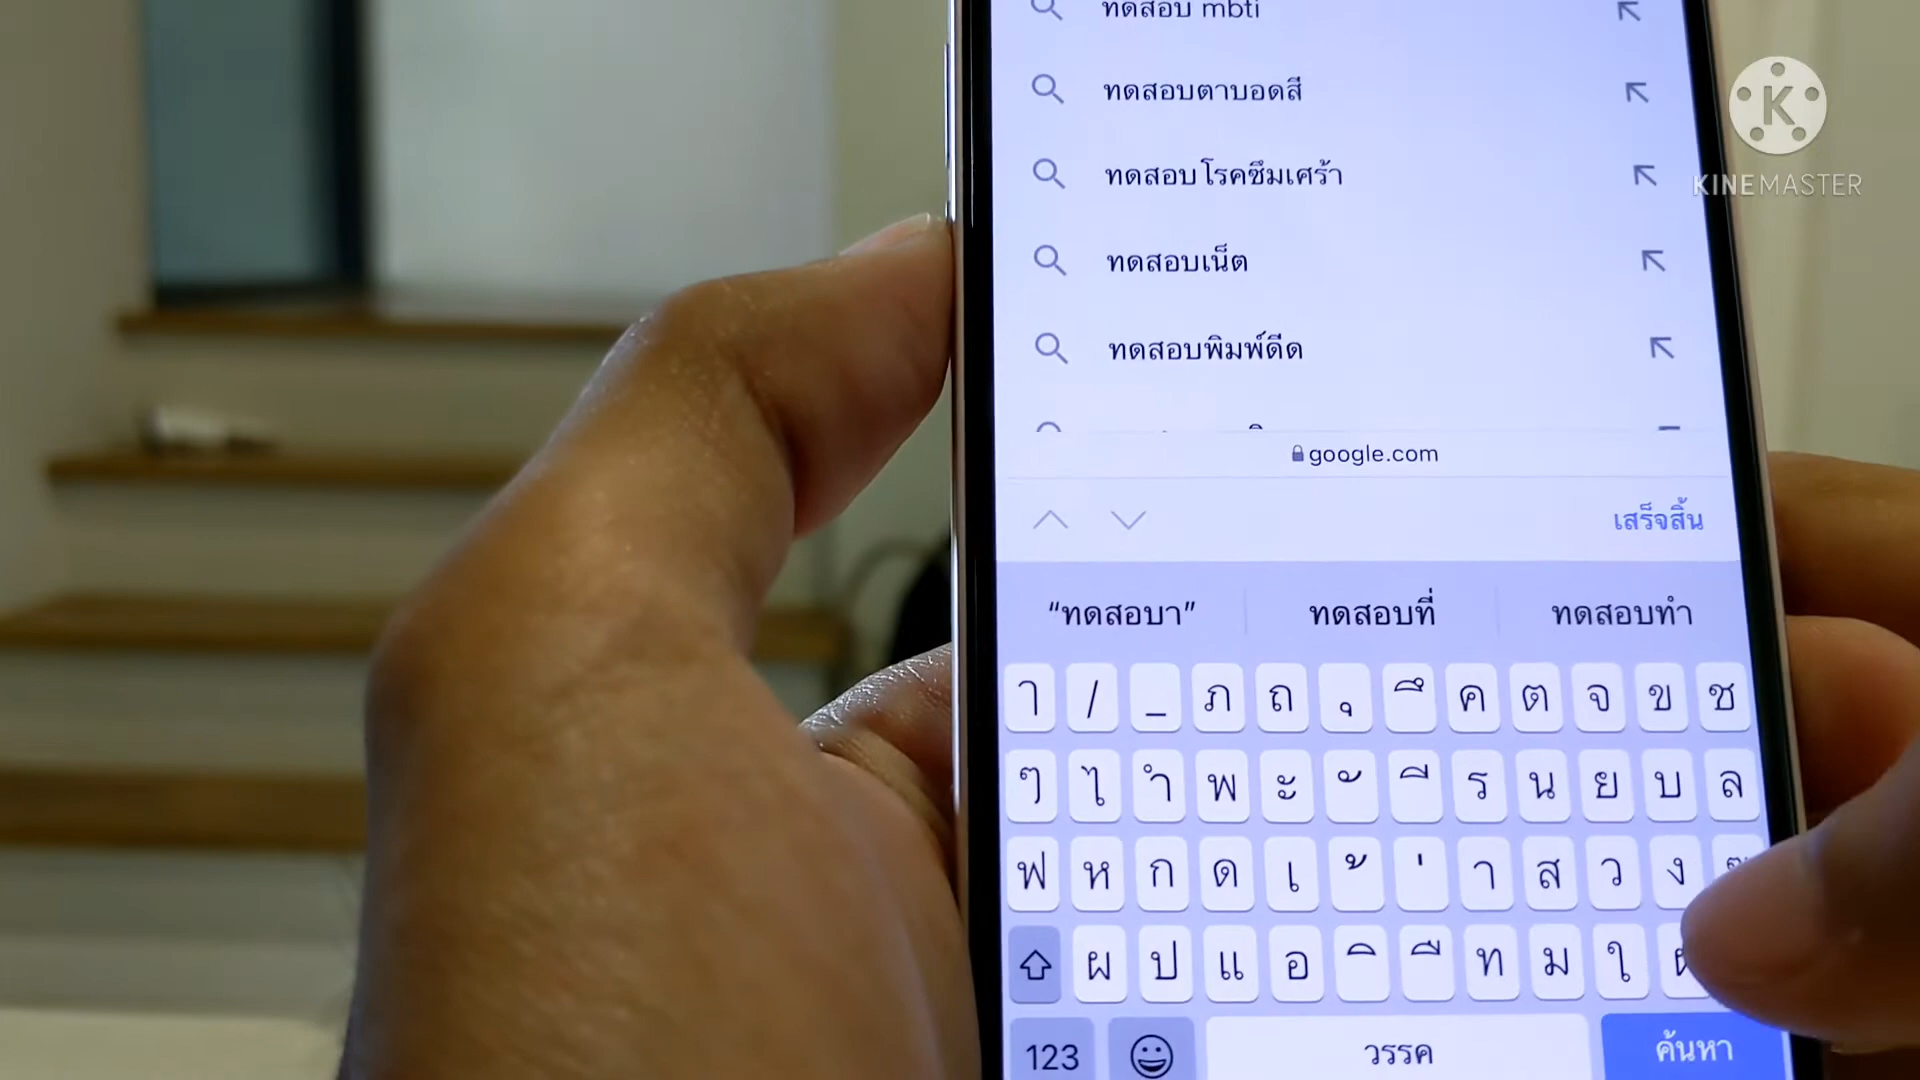 ทดสอบ mbti
ทดสอบตาบอดสี
ทดสอบโรคซึมเศร้า
ทดสอบเน็ต
ทดสอบพิมพ์ดีด
google.com
เสร็จสิ้น
“ทดสอบา” ทดสอบที่ ทดสอบทำ
ๅ / _ ภ ถ ุ ึ ค ต จ ข ช
ๆ ไ ำ พ ะ ั ี ร น ย บ ล
ฟ ห ก ด เ ้ ่ า ส ว ง
ผ ป แ อ ิ ื ท ม ใ
123 วรรค ค้นหา
K
KINEMASTER